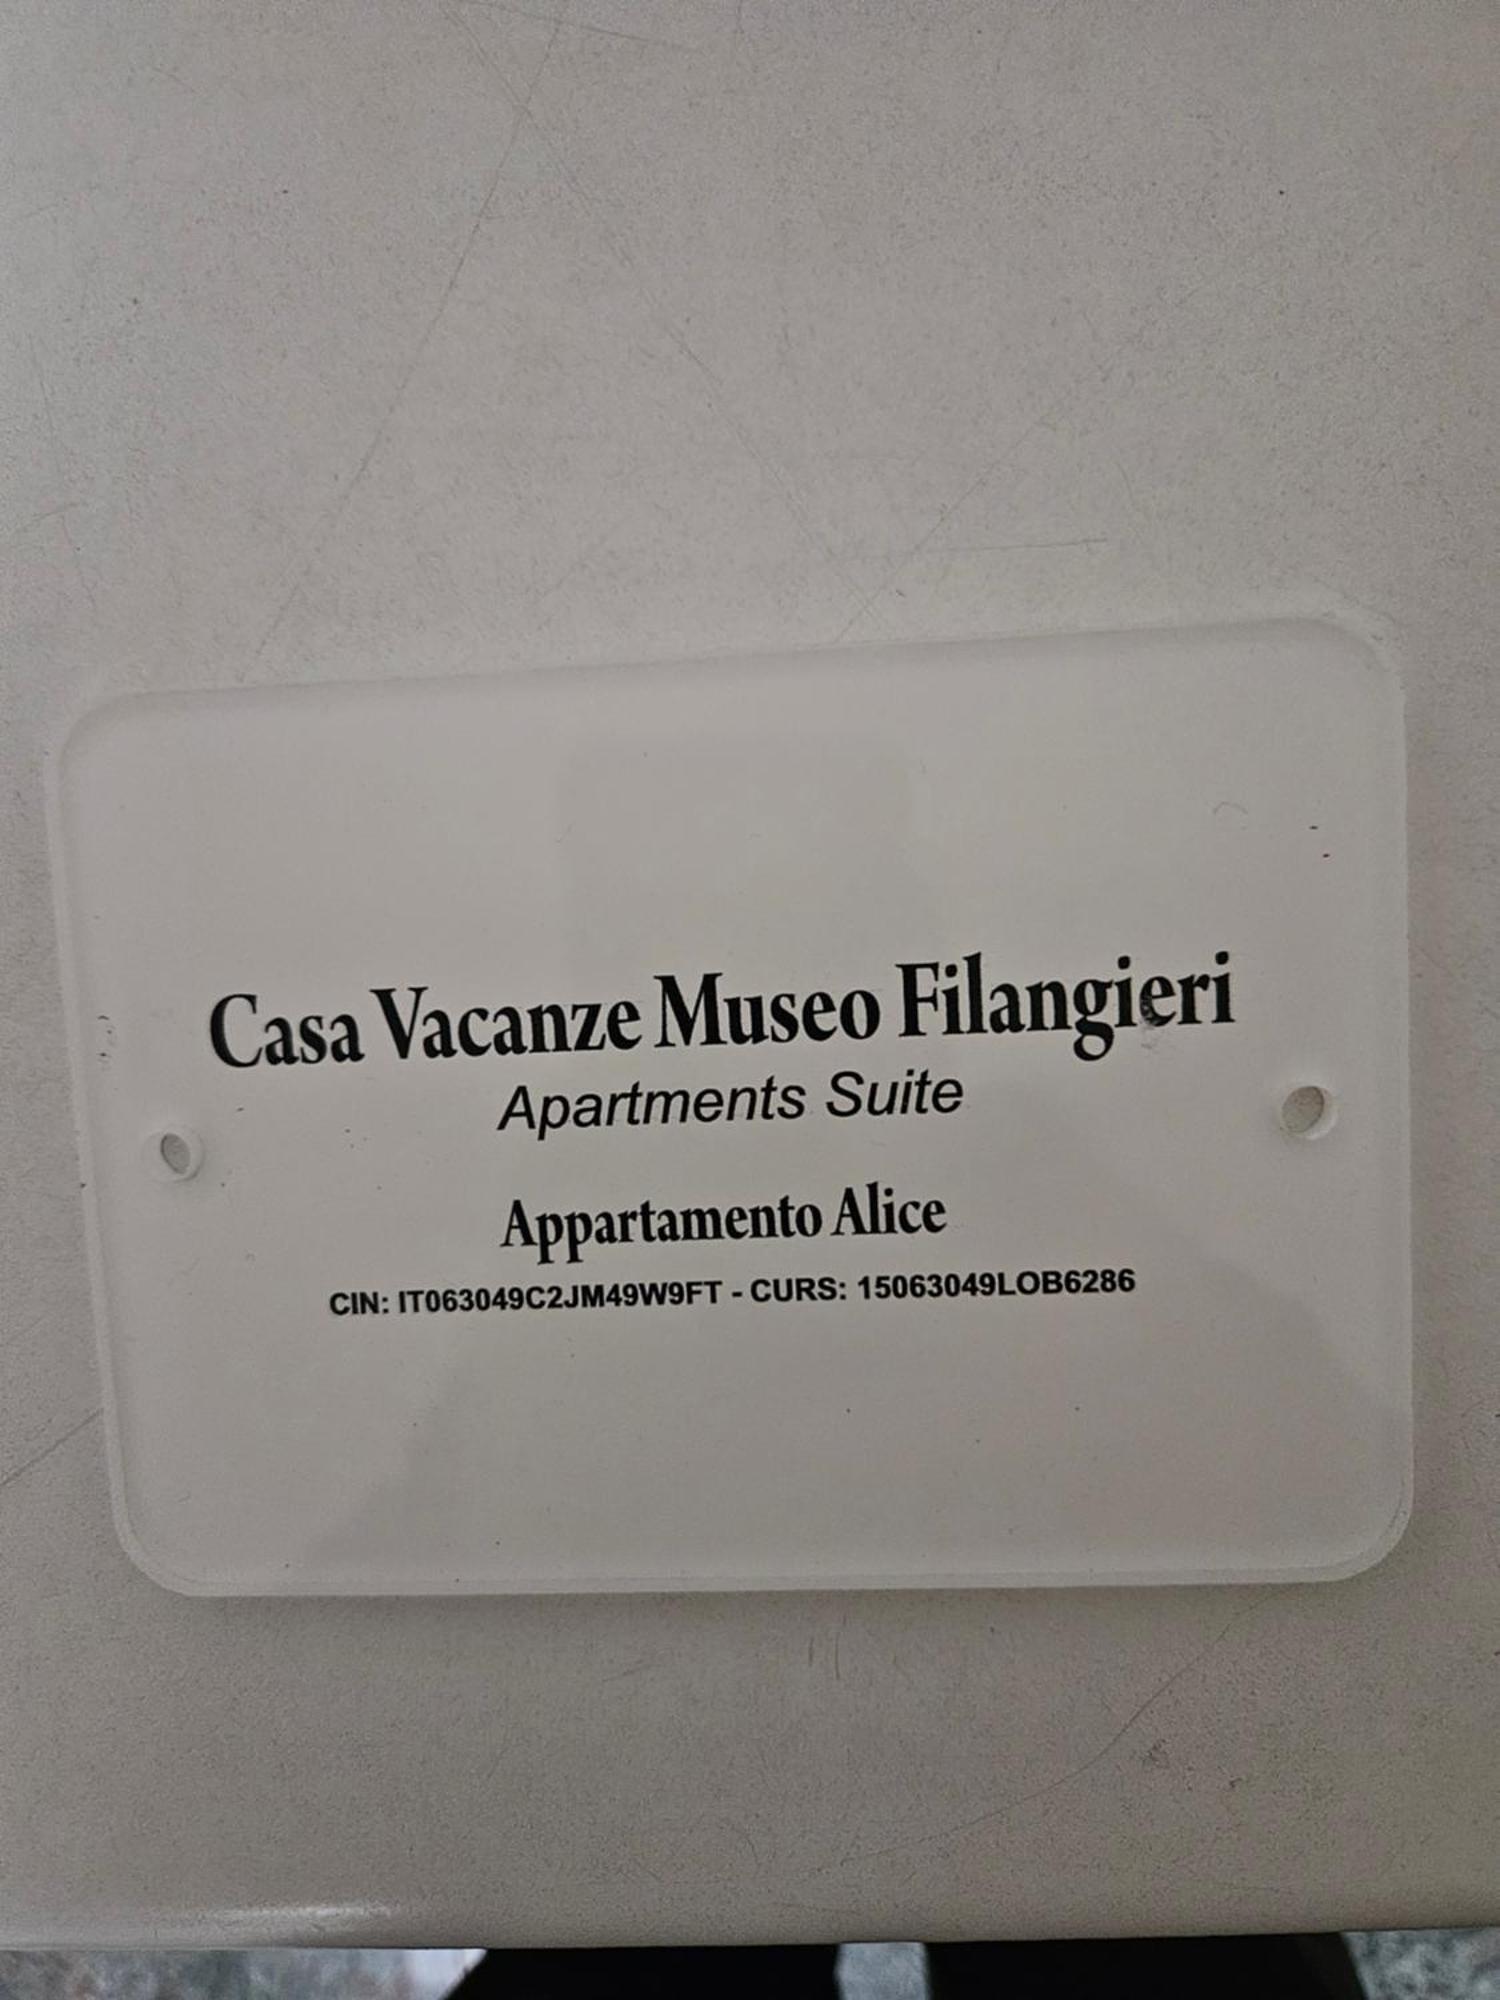 Casa Vacanze Museo Filangieri
Apartments Suite
Appartamento Alice
CIN: IT063049C2JM49W9FT - CURS: 15063049LOB6286